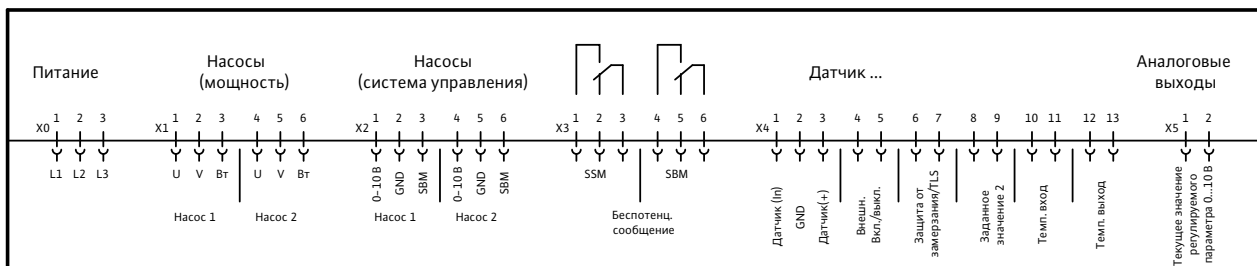 Питание
Насосы
(мощность)
Насосы
(система управления)
Датчик ...
Аналоговые
выходы
X0 1 2 3
X1 1 2 3 4 5 6
X2 1 2 3 4 5 6
X3 1 2 3 4 5 6
X4 1 2 3 4 5 6 7 8 9 10 11 12 13
X5 1 2
L1 L2 L3
U V Вт U V Вт
Насос 1 Насос 2
0–10 В GND SBM 0–10 В GND SBM
Насос 1 Насос 2
SSM SBM
Беспотенц.
сообщение
Датчик (In)
GND
Датчик(+)
Внешн.
Вкл./выкл.
Защита от
замерзания/TLS
Заданное
значение 2
Темп. вход
Темп. выход
Текущее значение
регулируемого
параметра 0...10 В